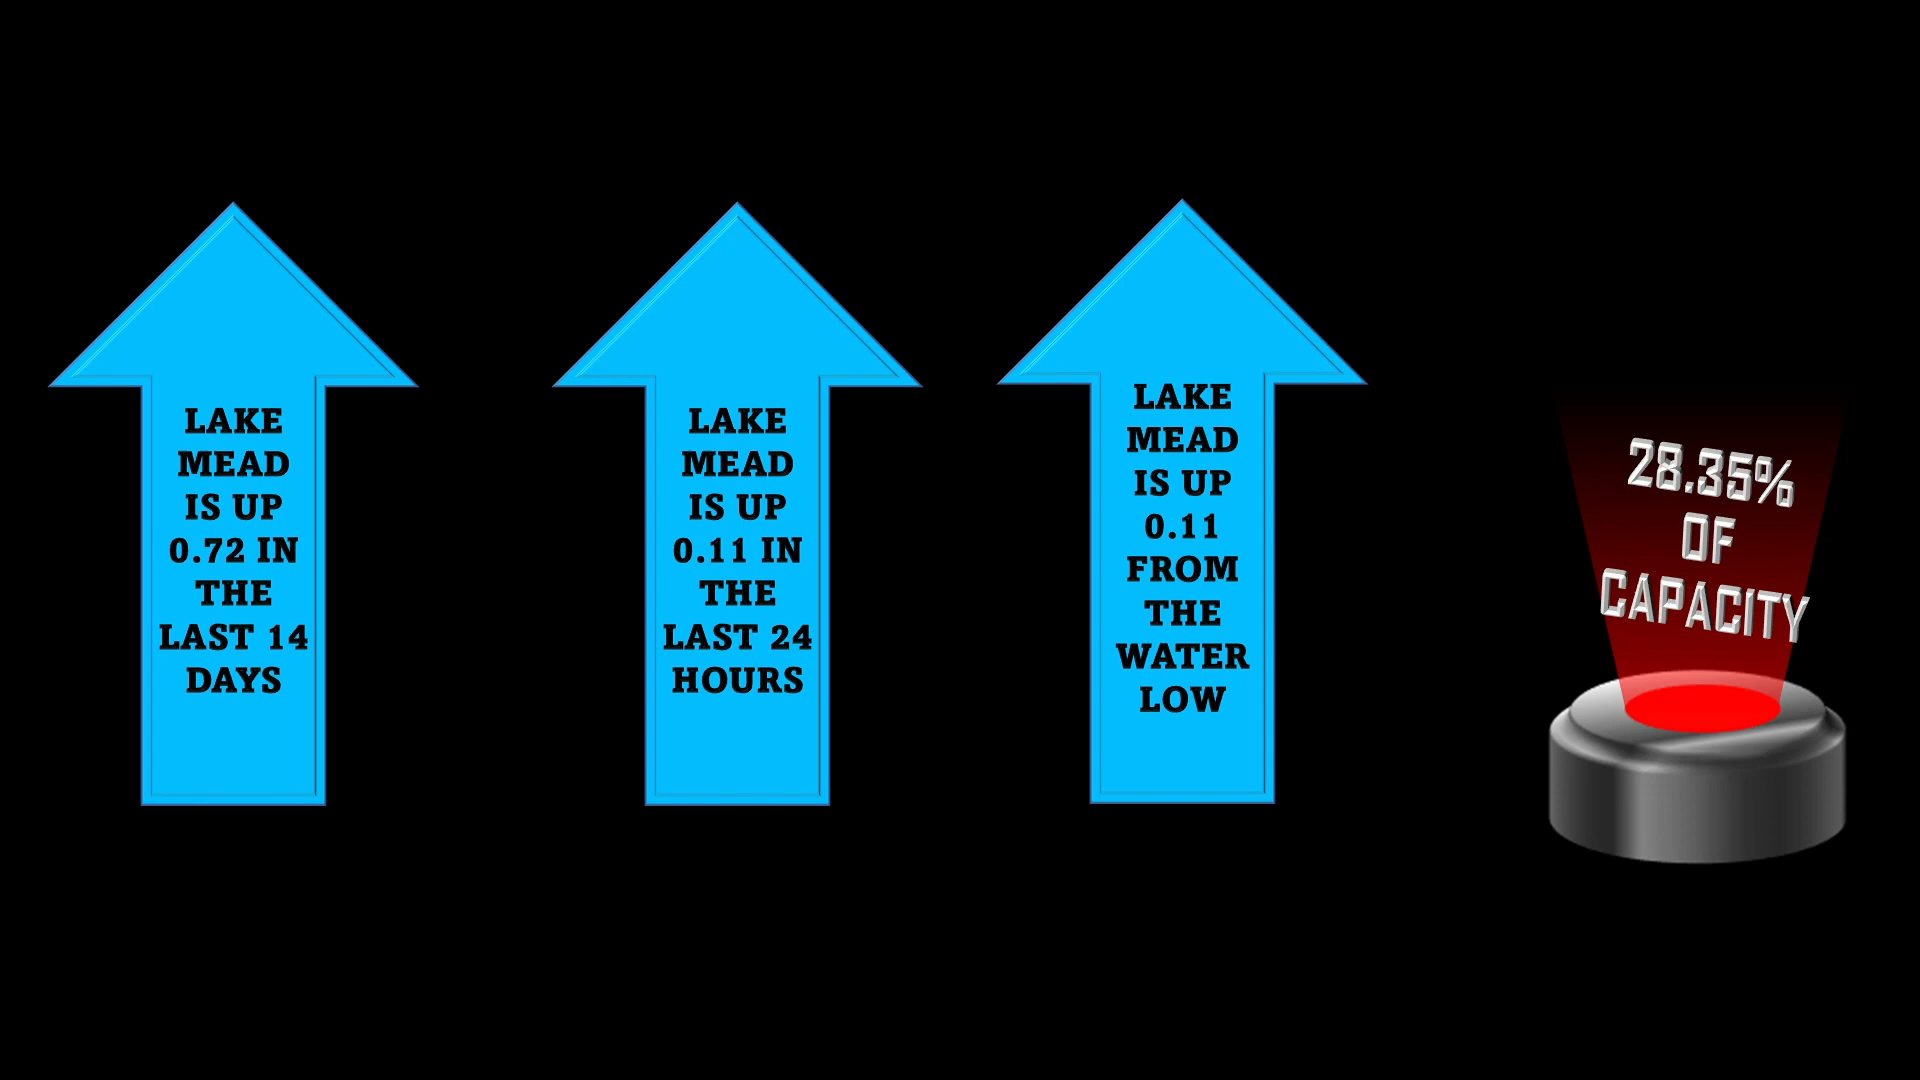 LAKE
MEAD
IS UP
0.72 IN
THE
LAST 14
DAYS
LAKE
MEAD
IS UP
0.11 IN
THE
LAST 24
HOURS
LAKE
MEAD
IS UP
0.11
FROM
THE
WATER
LOW
28.35%
OF
CAPACITY